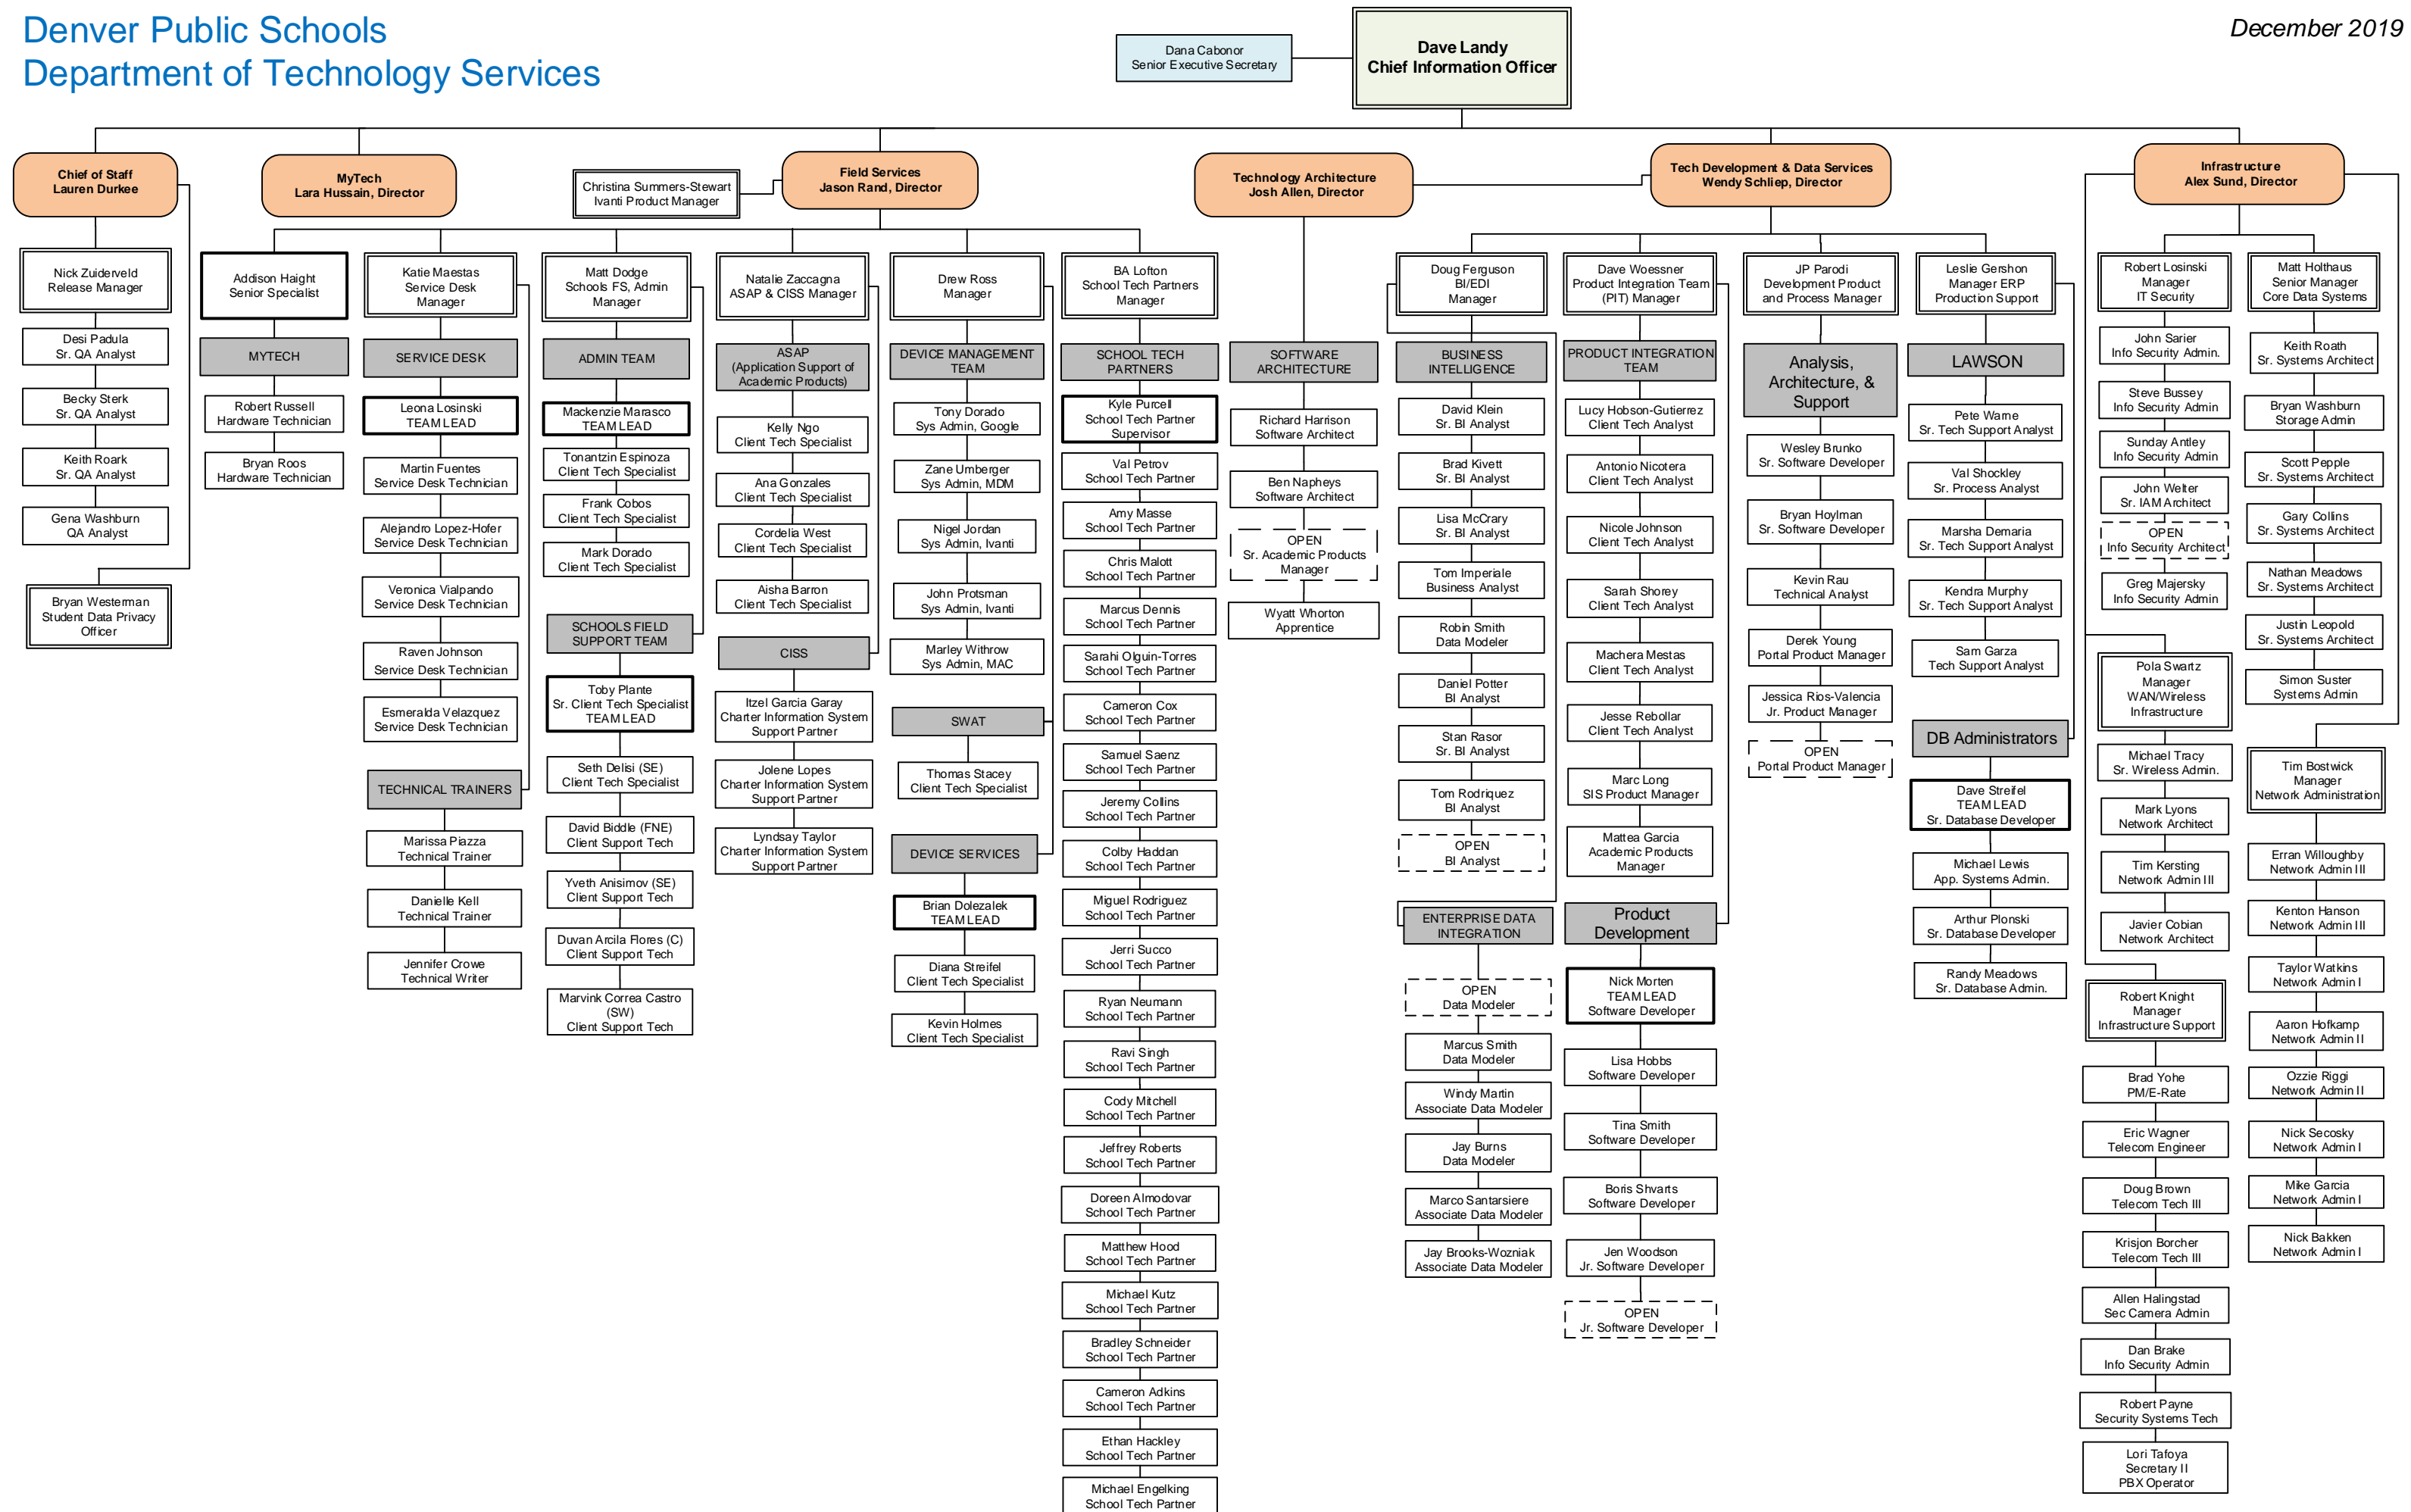 Denver Public Schools
Department of Technology Services
December 2019
Dana Cabonor
Senior Executive Secretary
Dave Landy
Chief Information Officer
Chief of Staff
Lauren Durkee
MyTech
Lara Hussain, Director
Christina Summers-Stewart
Ivanti Product Manager
Field Services
Jason Rand, Director
Technology Architecture
Josh Allen, Director
Tech Development & Data Services
Wendy Schliep, Director
Infrastructure
Alex Sund, Director
Nick Zuiderveld
Release Manager
Desi Padula
Sr. QA Analyst
Becky Sterk
Sr. QA Analyst
Keith Roark
Sr. QA Analyst
Gena Washburn
QA Analyst
Bryan Westerman
Student Data Privacy
Officer
Addison Haight
Senior Specialist
MYTECH
Robert Russell
Hardware Technician
Bryan Roos
Hardware Technician
Katie Maestas
Service Desk
Manager
SERVICE DESK
Leona Losinski
TEAM LEAD
Martin Fuentes
Service Desk Technician
Alejandro Lopez-Hofer
Service Desk Technician
Veronica Vialpando
Service Desk Technician
Raven Johnson
Service Desk Technician
Esmeralda Velazquez
Service Desk Technician
TECHNICAL TRAINERS
Marissa Piazza
Technical Trainer
Danielle Kell
Technical Trainer
Jennifer Crowe
Technical Writer
Matt Dodge
Schools FS, Admin
Manager
ADMIN TEAM
Mackenzie Marasco
TEAM LEAD
Tonantzin Espinoza
Client Tech Specialist
Frank Cobos
Client Tech Specialist
Mark Dorado
Client Tech Specialist
SCHOOLS FIELD
SUPPORT TEAM
Toby Plante
Sr. Client Tech Specialist
TEAM LEAD
Seth Delisi (SE)
Client Tech Specialist
David Biddle (FNE)
Client Support Tech
Yveth Anisimov (SE)
Client Support Tech
Duvan Arcila Flores (C)
Client Support Tech
Marvink Correa Castro
(SW)
Client Support Tech
Natalie Zaccagna
ASAP & CISS Manager
ASAP
(Application Support of
Academic Products)
Kelly Ngo
Client Tech Specialist
Ana Gonzales
Client Tech Specialist
Cordelia West
Client Tech Specialist
Aisha Barron
Client Tech Specialist
CISS
Itzel Garcia Garay
Charter Information System
Support Partner
Jolene Lopes
Charter Information System
Support Partner
Lyndsay Taylor
Charter Information System
Support Partner
Drew Ross
Manager
DEVICE MANAGEMENT
TEAM
Tony Dorado
Sys Admin, Google
Zane Umberger
Sys Admin, MDM
Nigel Jordan
Sys Admin, Ivanti
John Protsman
Sys Admin, Ivanti
Marley Withrow
Sys Admin, MAC
SWAT
Thomas Stacey
Client Tech Specialist
DEVICE SERVICES
Brian Dolezalek
TEAM LEAD
Diana Streifel
Client Tech Specialist
Kevin Holmes
Client Tech Specialist
BA Lofton
School Tech Partners
Manager
SCHOOL TECH
PARTNERS
Kyle Purcell
School Tech Partner
Supervisor
Val Petrov
School Tech Partner
Amy Masse
School Tech Partner
Chris Malott
School Tech Partner
Marcus Dennis
School Tech Partner
Sarahi Olguin-Torres
School Tech Partner
Cameron Cox
School Tech Partner
Samuel Saenz
School Tech Partner
Jeremy Collins
School Tech Partner
Colby Haddan
School Tech Partner
Miguel Rodriguez
School Tech Partner
Jerri Succo
School Tech Partner
Ryan Neumann
School Tech Partner
Ravi Singh
School Tech Partner
Cody Mitchell
School Tech Partner
Jeffrey Roberts
School Tech Partner
Doreen Almodovar
School Tech Partner
Matthew Hood
School Tech Partner
Michael Kutz
School Tech Partner
Bradley Schneider
School Tech Partner
Cameron Adkins
School Tech Partner
Ethan Hackley
School Tech Partner
Michael Engelking
School Tech Partner
SOFTWARE
ARCHITECTURE
Richard Harrison
Software Architect
Ben Napheys
Software Architect
OPEN
Sr. Academic Products
Manager
Wyatt Whorton
Apprentice
Doug Ferguson
BI/EDI
Manager
BUSINESS
INTELLIGENCE
David Klein
Sr. BI Analyst
Brad Kivett
Sr. BI Analyst
Lisa McCrary
Sr. BI Analyst
Tom Imperiale
Business Analyst
Robin Smith
Data Modeler
Daniel Potter
BI Analyst
Stan Rasor
Sr. BI Analyst
Tom Rodriquez
BI Analyst
OPEN
BI Analyst
ENTERPRISE DATA
INTEGRATION
OPEN
Data Modeler
Marcus Smith
Data Modeler
Windy Martin
Associate Data Modeler
Jay Burns
Data Modeler
Marco Santarsiere
Associate Data Modeler
Jay Brooks-Wozniak
Associate Data Modeler
Dave Woessner
Product Integration Team
(PIT) Manager
PRODUCT INTEGRATION
TEAM
Lucy Hobson-Gutierrez
Client Tech Analyst
Antonio Nicotera
Client Tech Analyst
Nicole Johnson
Client Tech Analyst
Sarah Shorey
Client Tech Analyst
Machera Mestas
Client Tech Analyst
Jesse Rebollar
Client Tech Analyst
Marc Long
SIS Product Manager
Mattea Garcia
Academic Products
Manager
Product
Development
Nick Morten
TEAM LEAD
Software Developer
Lisa Hobbs
Software Developer
Tina Smith
Software Developer
Boris Shvarts
Software Developer
Jen Woodson
Jr. Software Developer
OPEN
Jr. Software Developer
JP Parodi
Development Product
and Process Manager
Analysis,
Architecture, &
Support
Wesley Brunko
Sr. Software Developer
Bryan Hoylman
Sr. Software Developer
Kevin Rau
Technical Analyst
Derek Young
Portal Product Manager
Jessica Rios-Valencia
Jr. Product Manager
OPEN
Portal Product Manager
Leslie Gershon
Manager ERP
Production Support
LAWSON
Pete Warne
Sr. Tech Support Analyst
Val Shockley
Sr. Process Analyst
Marsha Demaria
Sr. Tech Support Analyst
Kendra Murphy
Sr. Tech Support Analyst
Sam Garza
Tech Support Analyst
DB Administrators
Dave Streifel
TEAM LEAD
Sr. Database Developer
Michael Lewis
App. Systems Admin.
Arthur Plonski
Sr. Database Developer
Randy Meadows
Sr. Database Admin.
Robert Losinski
Manager
IT Security
John Sarier
Info Security Admin.
Steve Bussey
Info Security Admin
Sunday Antley
Info Security Admin
John Welter
Sr. IAM Architect
OPEN
Info Security Architect
Greg Majersky
Info Security Admin
Pola Swartz
Manager
WAN/Wireless
Infrastructure
Michael Tracy
Sr. Wireless Admin.
Mark Lyons
Network Architect
Tim Kersting
Network Admin III
Javier Cobian
Network Architect
Robert Knight
Manager
Infrastructure Support
Brad Yohe
PM/E-Rate
Eric Wagner
Telecom Engineer
Doug Brown
Telecom Tech III
Krisjon Borcher
Telecom Tech III
Allen Halingstad
Sec Camera Admin
Dan Brake
Info Security Admin
Robert Payne
Security Systems Tech
Lori Tafoya
Secretary II
PBX Operator
Matt Holthaus
Senior Manager
Core Data Systems
Keith Roath
Sr. Systems Architect
Bryan Washburn
Storage Admin
Scott Pepple
Sr. Systems Architect
Gary Collins
Sr. Systems Architect
Nathan Meadows
Sr. Systems Architect
Justin Leopold
Sr. Systems Architect
Simon Suster
Systems Admin
Tim Bostwick
Manager
Network Administration
Erran Willoughby
Network Admin III
Kenton Hanson
Network Admin III
Taylor Watkins
Network Admin I
Aaron Hofkamp
Network Admin II
Ozzie Riggi
Network Admin II
Nick Secosky
Network Admin I
Mike Garcia
Network Admin I
Nick Bakken
Network Admin I